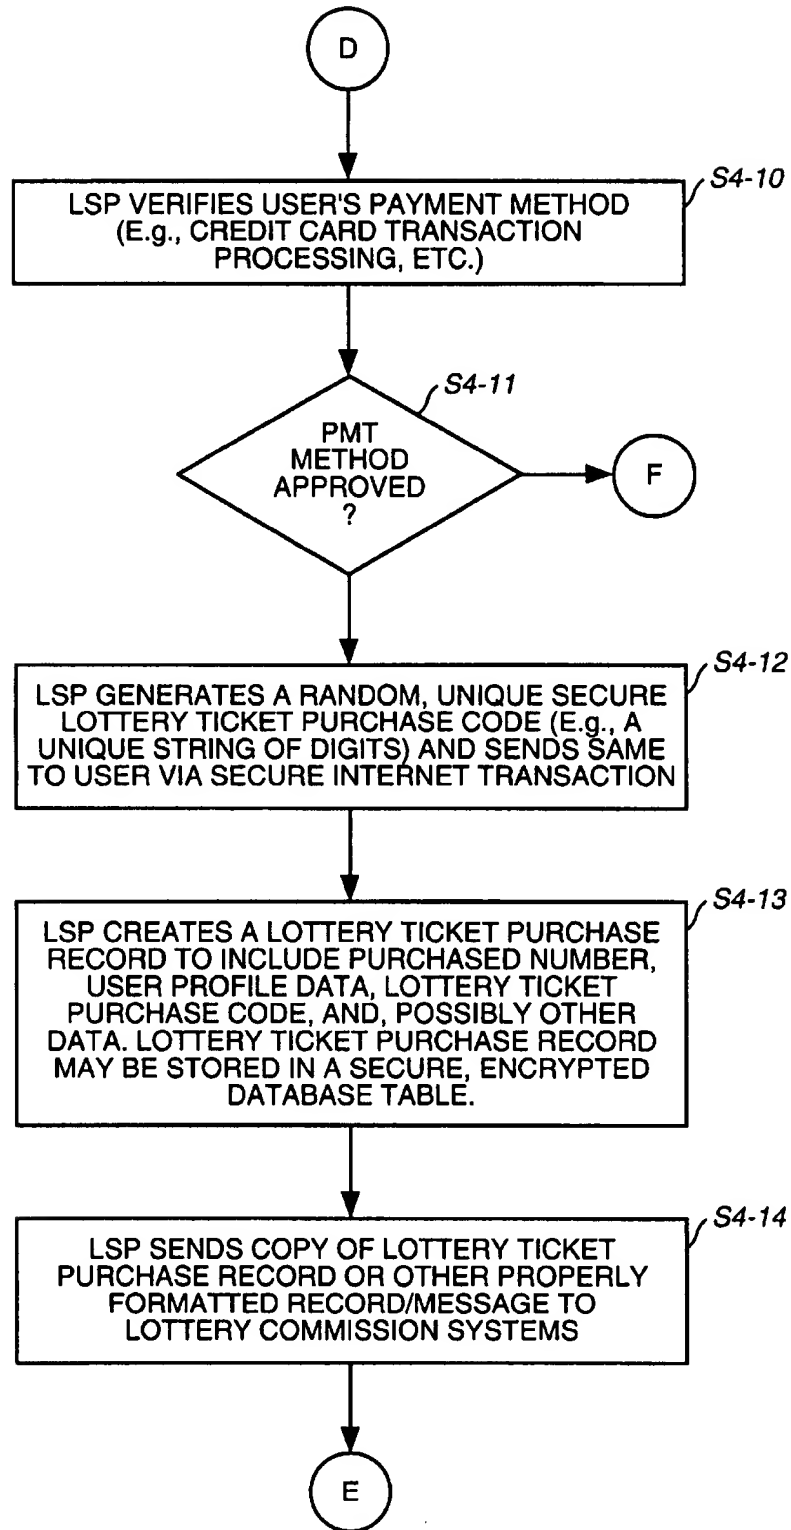 D
S4-10
LSP VERIFIES USER'S PAYMENT METHOD
(E.g., CREDIT CARD TRANSACTION
PROCESSING, ETC.)
S4-11
PMT
METHOD
APPROVED
?
F
S4-12
LSP GENERATES A RANDOM, UNIQUE SECURE
LOTTERY TICKET PURCHASE CODE (E.g., A
UNIQUE STRING OF DIGITS) AND SENDS SAME
TO USER VIA SECURE INTERNET TRANSACTION
S4-13
LSP CREATES A LOTTERY TICKET PURCHASE
RECORD TO INCLUDE PURCHASED NUMBER,
USER PROFILE DATA, LOTTERY TICKET
PURCHASE CODE, AND, POSSIBLY OTHER
DATA. LOTTERY TICKET PURCHASE RECORD
MAY BE STORED IN A SECURE, ENCRYPTED
DATABASE TABLE.
S4-14
LSP SENDS COPY OF LOTTERY TICKET
PURCHASE RECORD OR OTHER PROPERLY
FORMATTED RECORD/MESSAGE TO
LOTTERY COMMISSION SYSTEMS
E